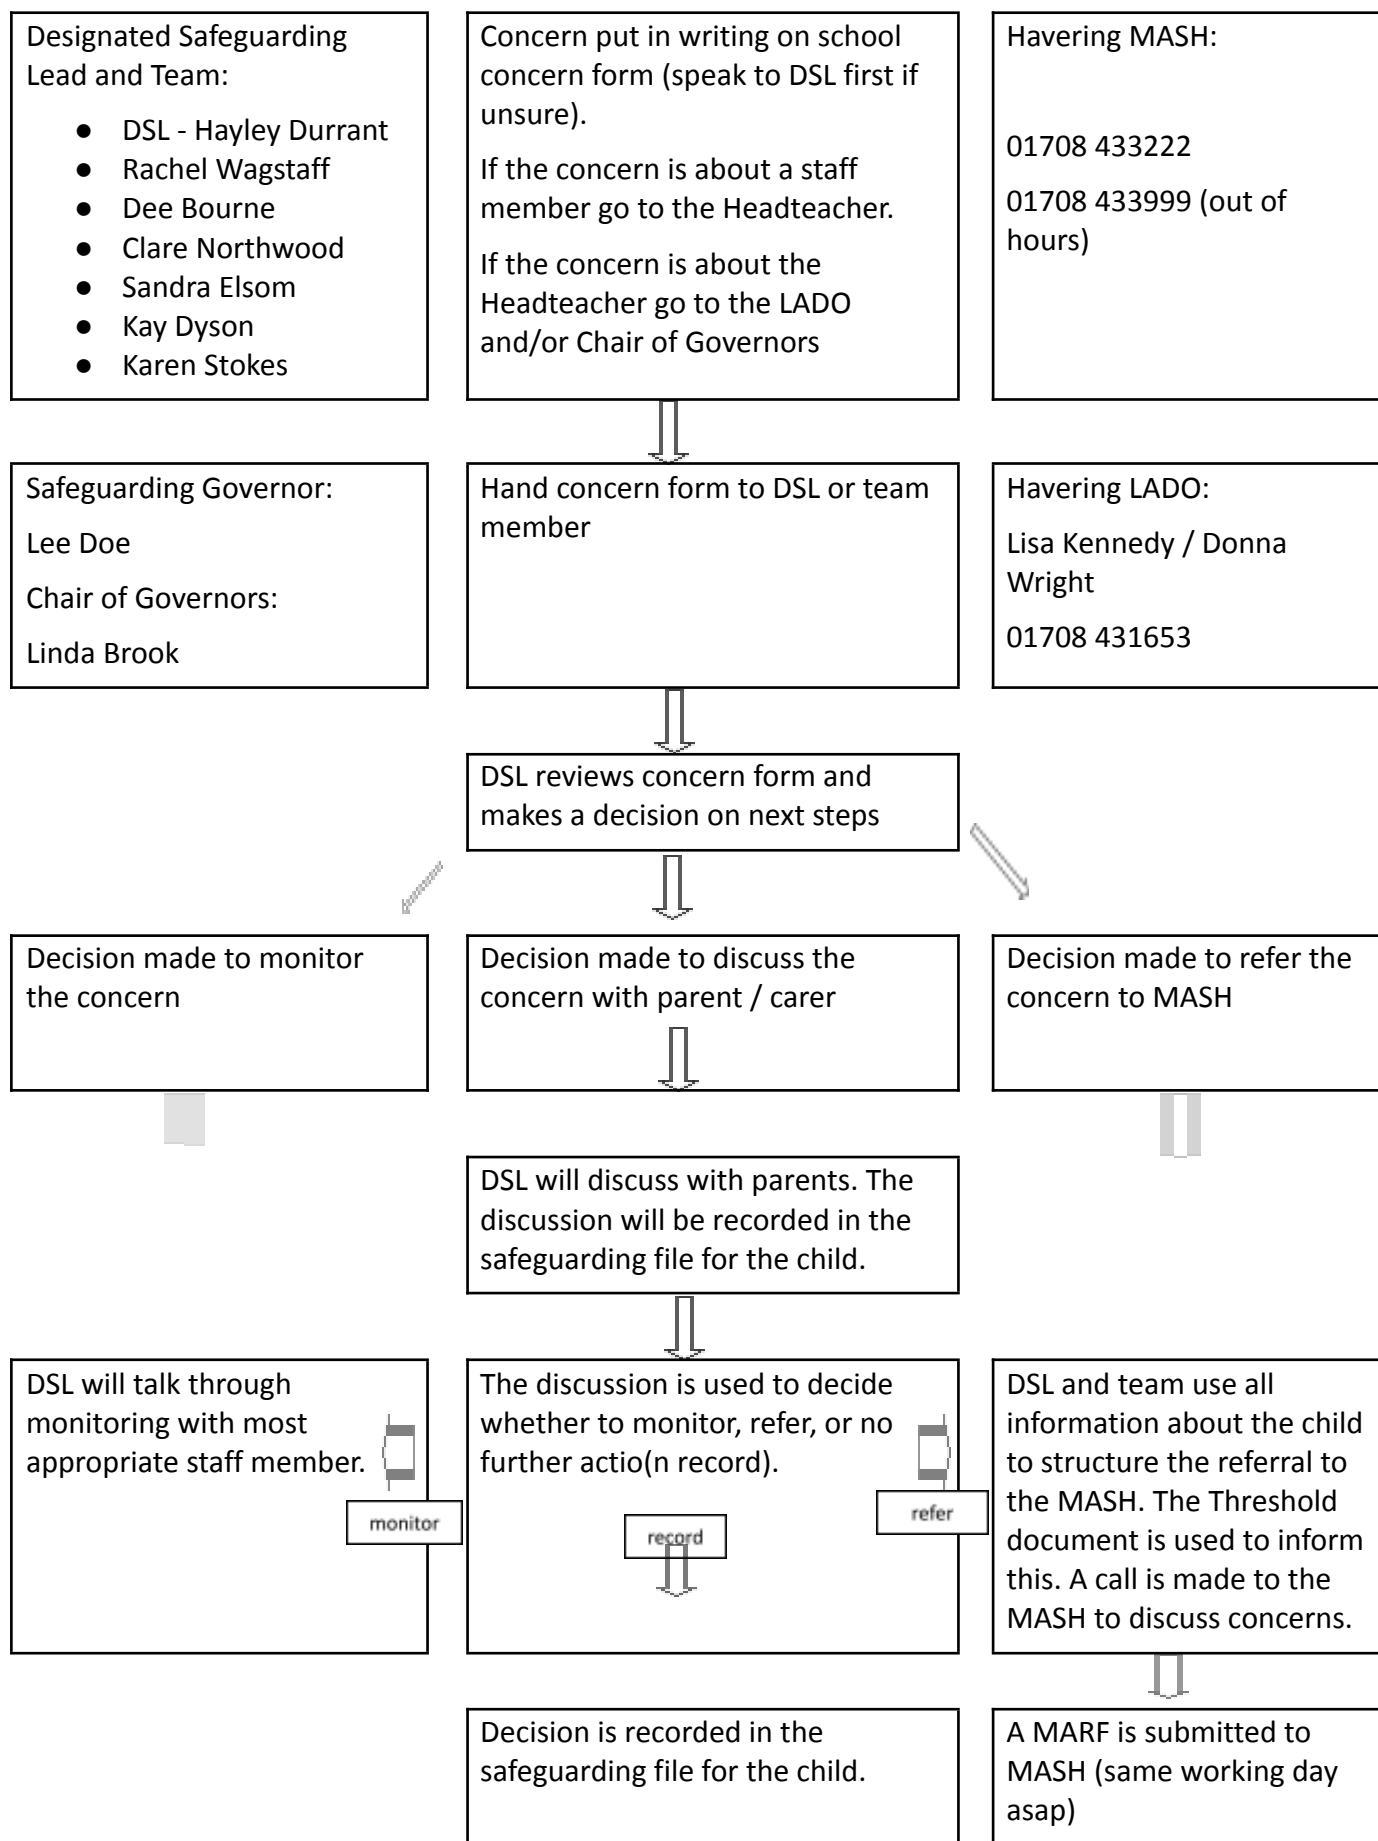 Designated Safeguarding
Lead and Team:
● DSL - Hayley Durrant
● Rachel Wagstaff
● Dee Bourne
● Clare Northwood
● Sandra Elsom
● Kay Dyson
● Karen Stokes
Concern put in writing on school
concern form (speak to DSL first if
unsure).
If the concern is about a staff
member go to the Headteacher.
If the concern is about the
Headteacher go to the LADO
and/or Chair of Governors
Havering MASH:
01708 433222
01708 433999 (out of
hours)
Safeguarding Governor:
Lee Doe
Chair of Governors:
Linda Brook
Hand concern form to DSL or team
member
Havering LADO:
Lisa Kennedy / Donna
Wright
01708 431653
DSL reviews concern form and
makes a decision on next steps
Decision made to monitor
the concern
Decision made to discuss the
concern with parent / carer
Decision made to refer the
concern to MASH
DSL will discuss with parents. The
discussion will be recorded in the
safeguarding file for the child.
DSL will talk through
monitoring with most
appropriate staff member.
monitor
The discussion is used to decide
whether to monitor, refer, or no
further actio(n record).
record
refer
DSL and team use all
information about the child
to structure the referral to
the MASH. The Threshold
document is used to inform
this. A call is made to the
MASH to discuss concerns.
Decision is recorded in the
safeguarding file for the child.
A MARF is submitted to
MASH (same working day
asap)